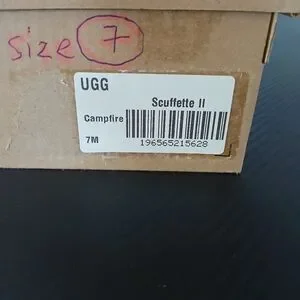 size 7
UGG
Scuffette II
Campfire
7M
196565215628